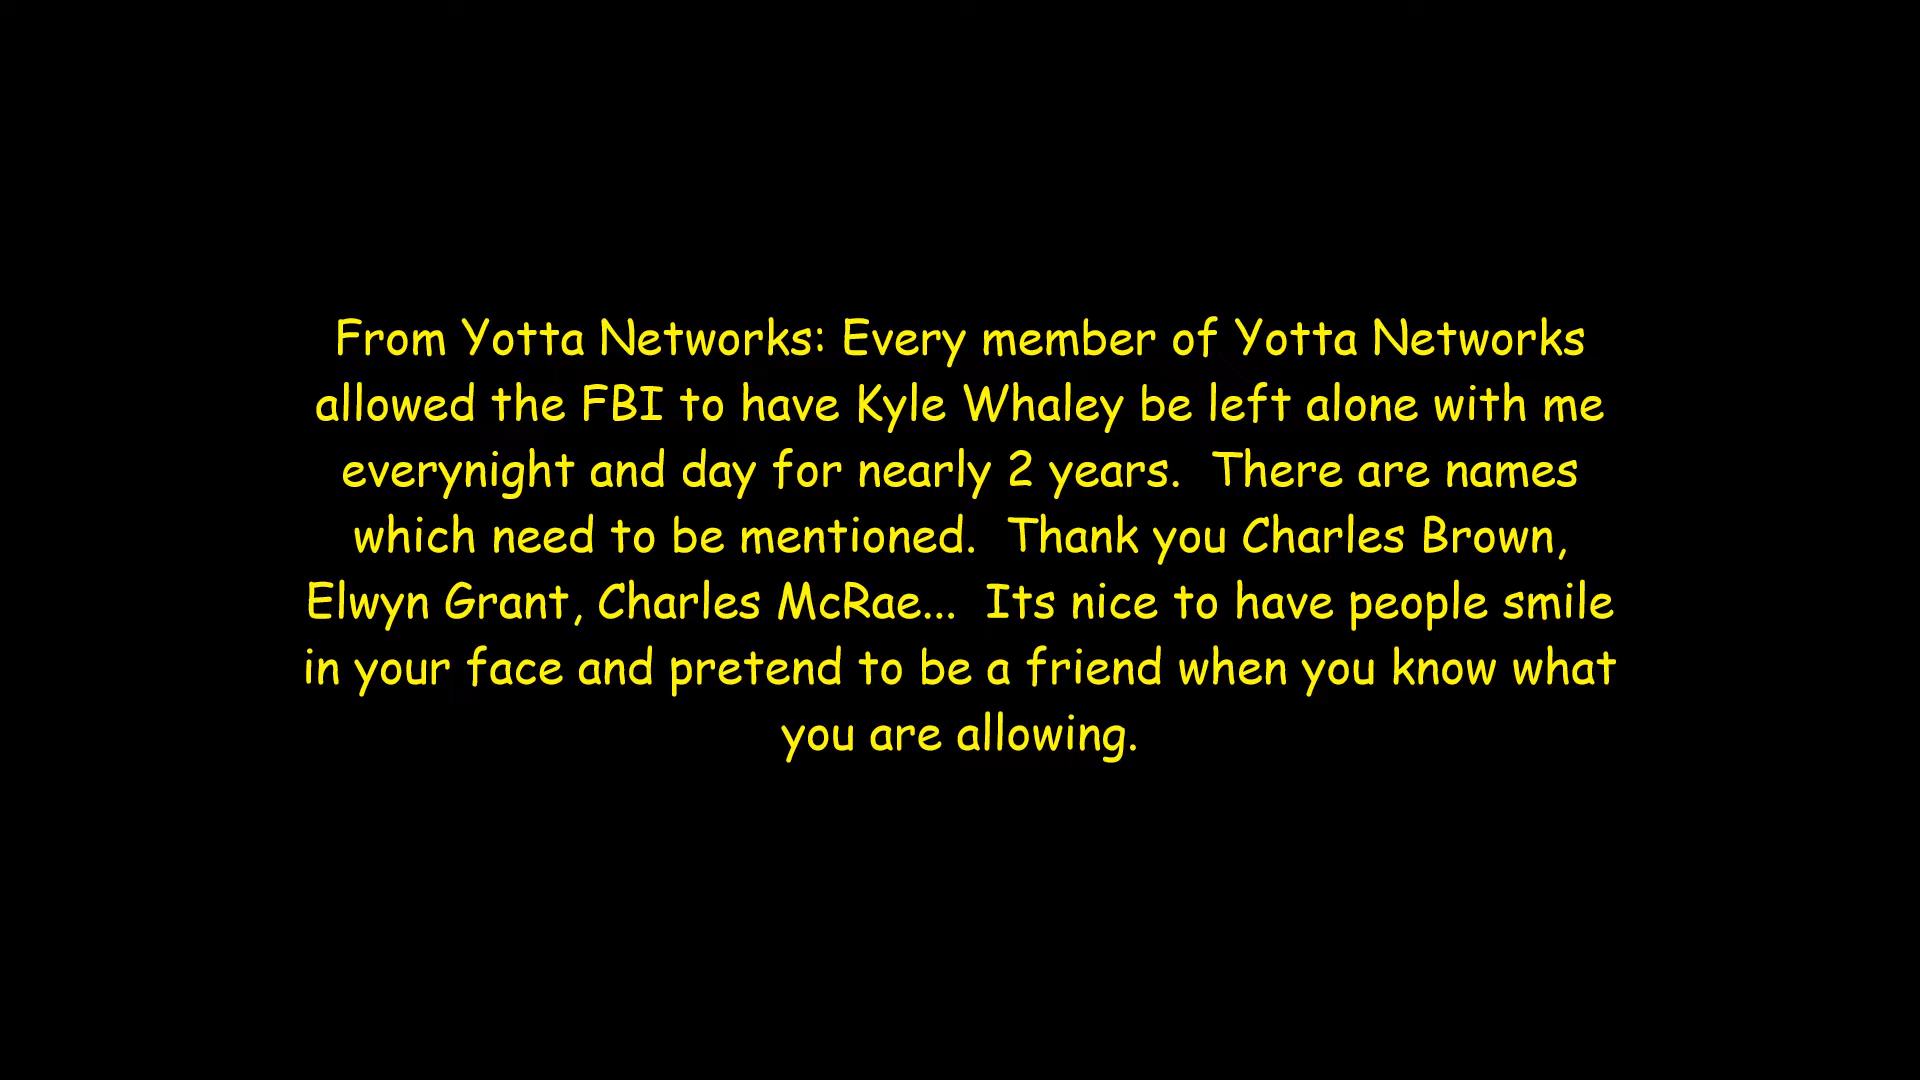 From Yotta Networks: Every member of Yotta Networks
allowed the FBI to have Kyle Whaley be left alone with me
everynight and day for nearly 2 years.  There are names
which need to be mentioned.  Thank you Charles Brown,
Elwyn Grant, Charles McRae...  Its nice to have people smile
in your face and pretend to be a friend when you know what
you are allowing.